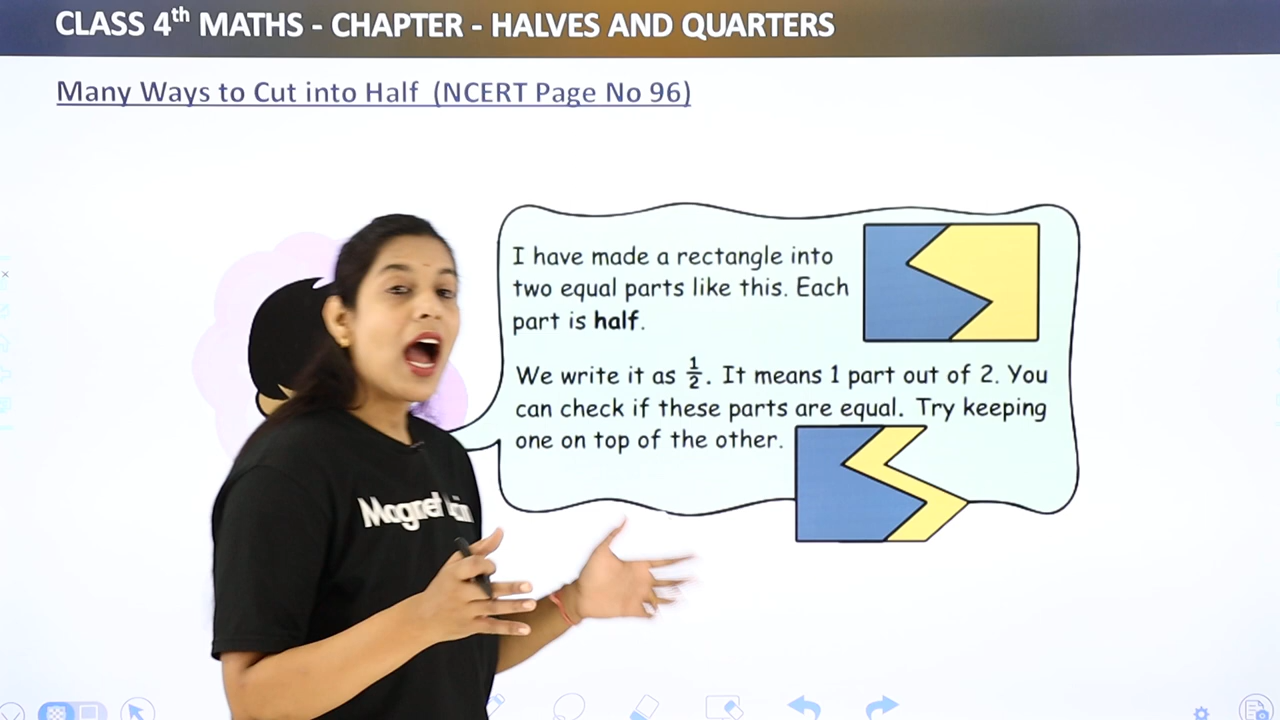 CLASS 4th MATHS - CHAPTER - HALVES AND QUARTERS
Many Ways to Cut into Half (NCERT Page No 96)
I have made a rectangle into
two equal parts like this. Each
part is half.
We write it as 1/2. It means 1 part out of 2. You
can check if these parts are equal. Try keeping
one on top of the other.